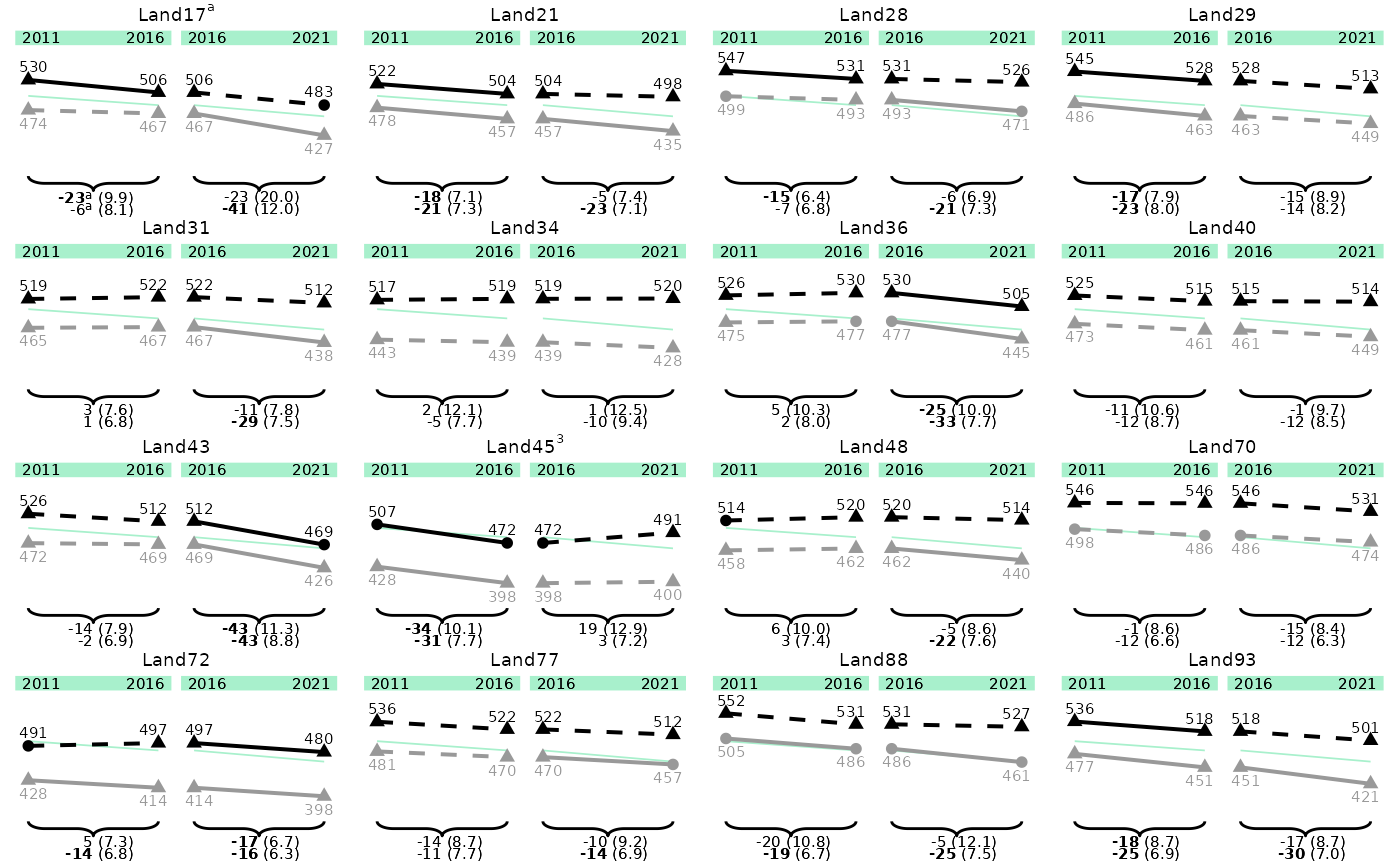 Land17ᵃ Land21 Land28 Land29
2011 2016 2016 2021 2011 2016 2016 2021 2011 2016 2016 2021 2011 2016 2016 2021
530 506 506 483 522 504 504 498 547 531 531 526 545 528 528 513
474 467 467 427 478 457 457 435 499 493 493 471 486 463 463 449
-23ᵃ (9.9) -23 (20.0) -18 (7.1) -5 (7.4) -15 (6.4) -6 (6.9) -17 (7.9) -15 (8.9)
-6ᵃ (8.1) -41 (12.0) -21 (7.3) -23 (7.1) -7 (6.8) -21 (7.3) -23 (8.0) -14 (8.2)
Land31 Land34 Land36 Land40
2011 2016 2016 2021 2011 2016 2016 2021 2011 2016 2016 2021 2011 2016 2016 2021
519 522 522 512 517 519 519 520 526 530 530 505 525 515 515 514
465 467 467 438 443 439 439 428 475 477 477 445 473 461 461 449
3 (7.6) -11 (7.8) 2 (12.1) 1 (12.5) 5 (10.3) -25 (10.0) -11 (10.6) -1 (9.7)
1 (6.8) -29 (7.5) -5 (7.7) -10 (9.4) 2 (8.0) -33 (7.7) -12 (8.7) -12 (8.5)
Land43 Land45³ Land48 Land70
2011 2016 2016 2021 2011 2016 2016 2021 2011 2016 2016 2021 2011 2016 2016 2021
526 512 512 469 507 472 472 491 514 520 520 514 546 546 546 531
472 469 469 426 428 398 398 400 458 462 462 440 498 486 486 474
-14 (7.9) -43 (11.3) -34 (10.1) 19 (12.9) 6 (10.0) -5 (8.6) -1 (8.6) -15 (8.4)
-2 (6.9) -43 (8.8) -31 (7.7) 3 (7.2) 3 (7.4) -22 (7.6) -12 (6.6) -12 (6.3)
Land72 Land77 Land88 Land93
2011 2016 2016 2021 2011 2016 2016 2021 2011 2016 2016 2021 2011 2016 2016 2021
491 497 497 480 536 522 522 512 552 531 531 527 536 518 518 501
428 414 414 398 481 470 470 457 505 486 486 461 477 451 451 421
5 (7.3) -17 (6.7) -14 (8.7) -10 (9.2) -20 (10.8) -5 (12.1) -18 (8.7) -17 (8.7)
-14 (6.8) -16 (6.3) -11 (7.7) -14 (6.9) -19 (6.7) -25 (7.5) -25 (6.9) -30 (7.0)